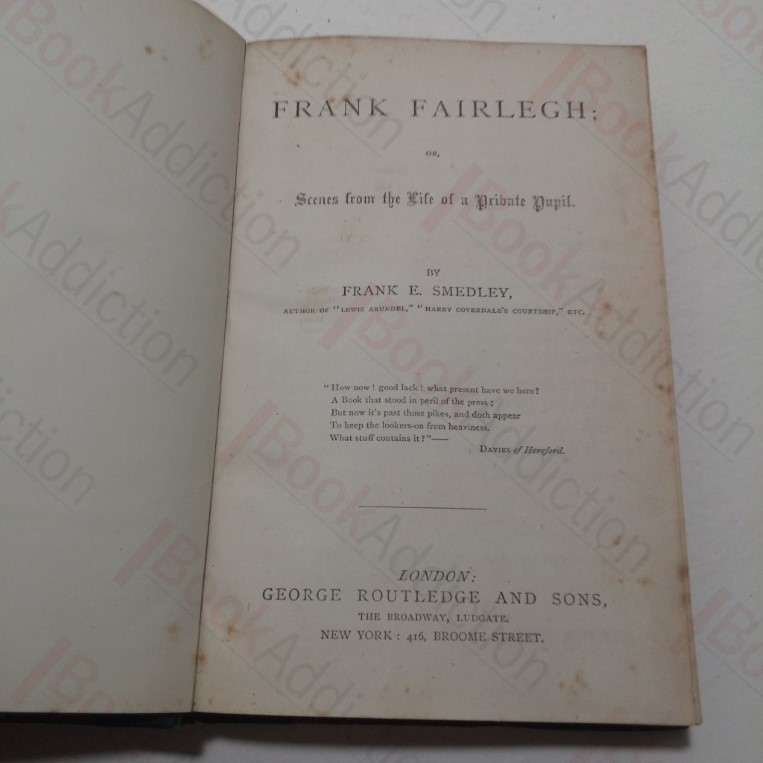 FRANK FAIRLEGH;
OR,
Scenes from the Life of a Private Pupil.
BY
FRANK E. SMEDLEY,
AUTHOR OF "LEWIS ARUNDEL," "HARRY COVERDALE'S COURTSHIP," ETC.
"How now! good lack! what present have we here?
A Book that stood in peril of the press;
But now it's past those pikes, and doth appear
To keep the lookers-on from heaviness.
What stuff contains it?"—
DAVIES of Hereford.
LONDON:
GEORGE ROUTLEDGE AND SONS,
THE BROADWAY, LUDGATE.
NEW YORK: 416, BROOME STREET.
BookAddiction